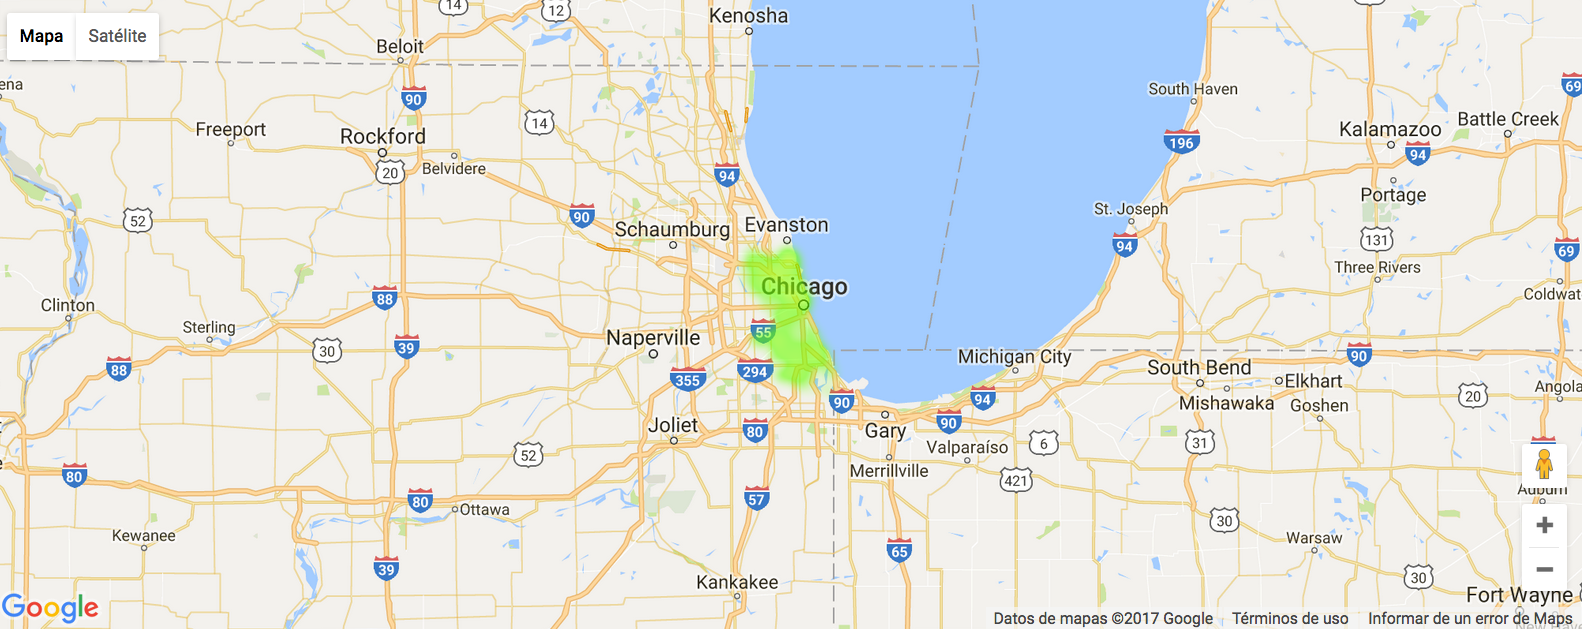 Mapa
Satélite
14
12
Kenosha
Beloit
ena
90
South Haven
69
14
Freeport
Rockford
Kalamazoo
Battle Creek
196
94
Belvidere
20
94
Portage
52
90
St. Joseph
Schaumburg
Evanston
94
131
69
Three Rivers
Chicago
Coldwat
Clinton
88
Sterling
55
Naperville
30
39
Michigan City
90
88
294
355
South Bend
Elkhart
Angola
94
90
Mishawaka
Goshen
20
Joliet
80
Gary
90
Valparaíso
6
31
52
Merrillville
80
421
80
57
Auburn
Ottawa
30
Kewanee
Warsaw
65
39
Kankakee
30
Fort Wayne
Google
Datos de mapas ©2017 Google
Términos de uso
Informar de un error de Maps